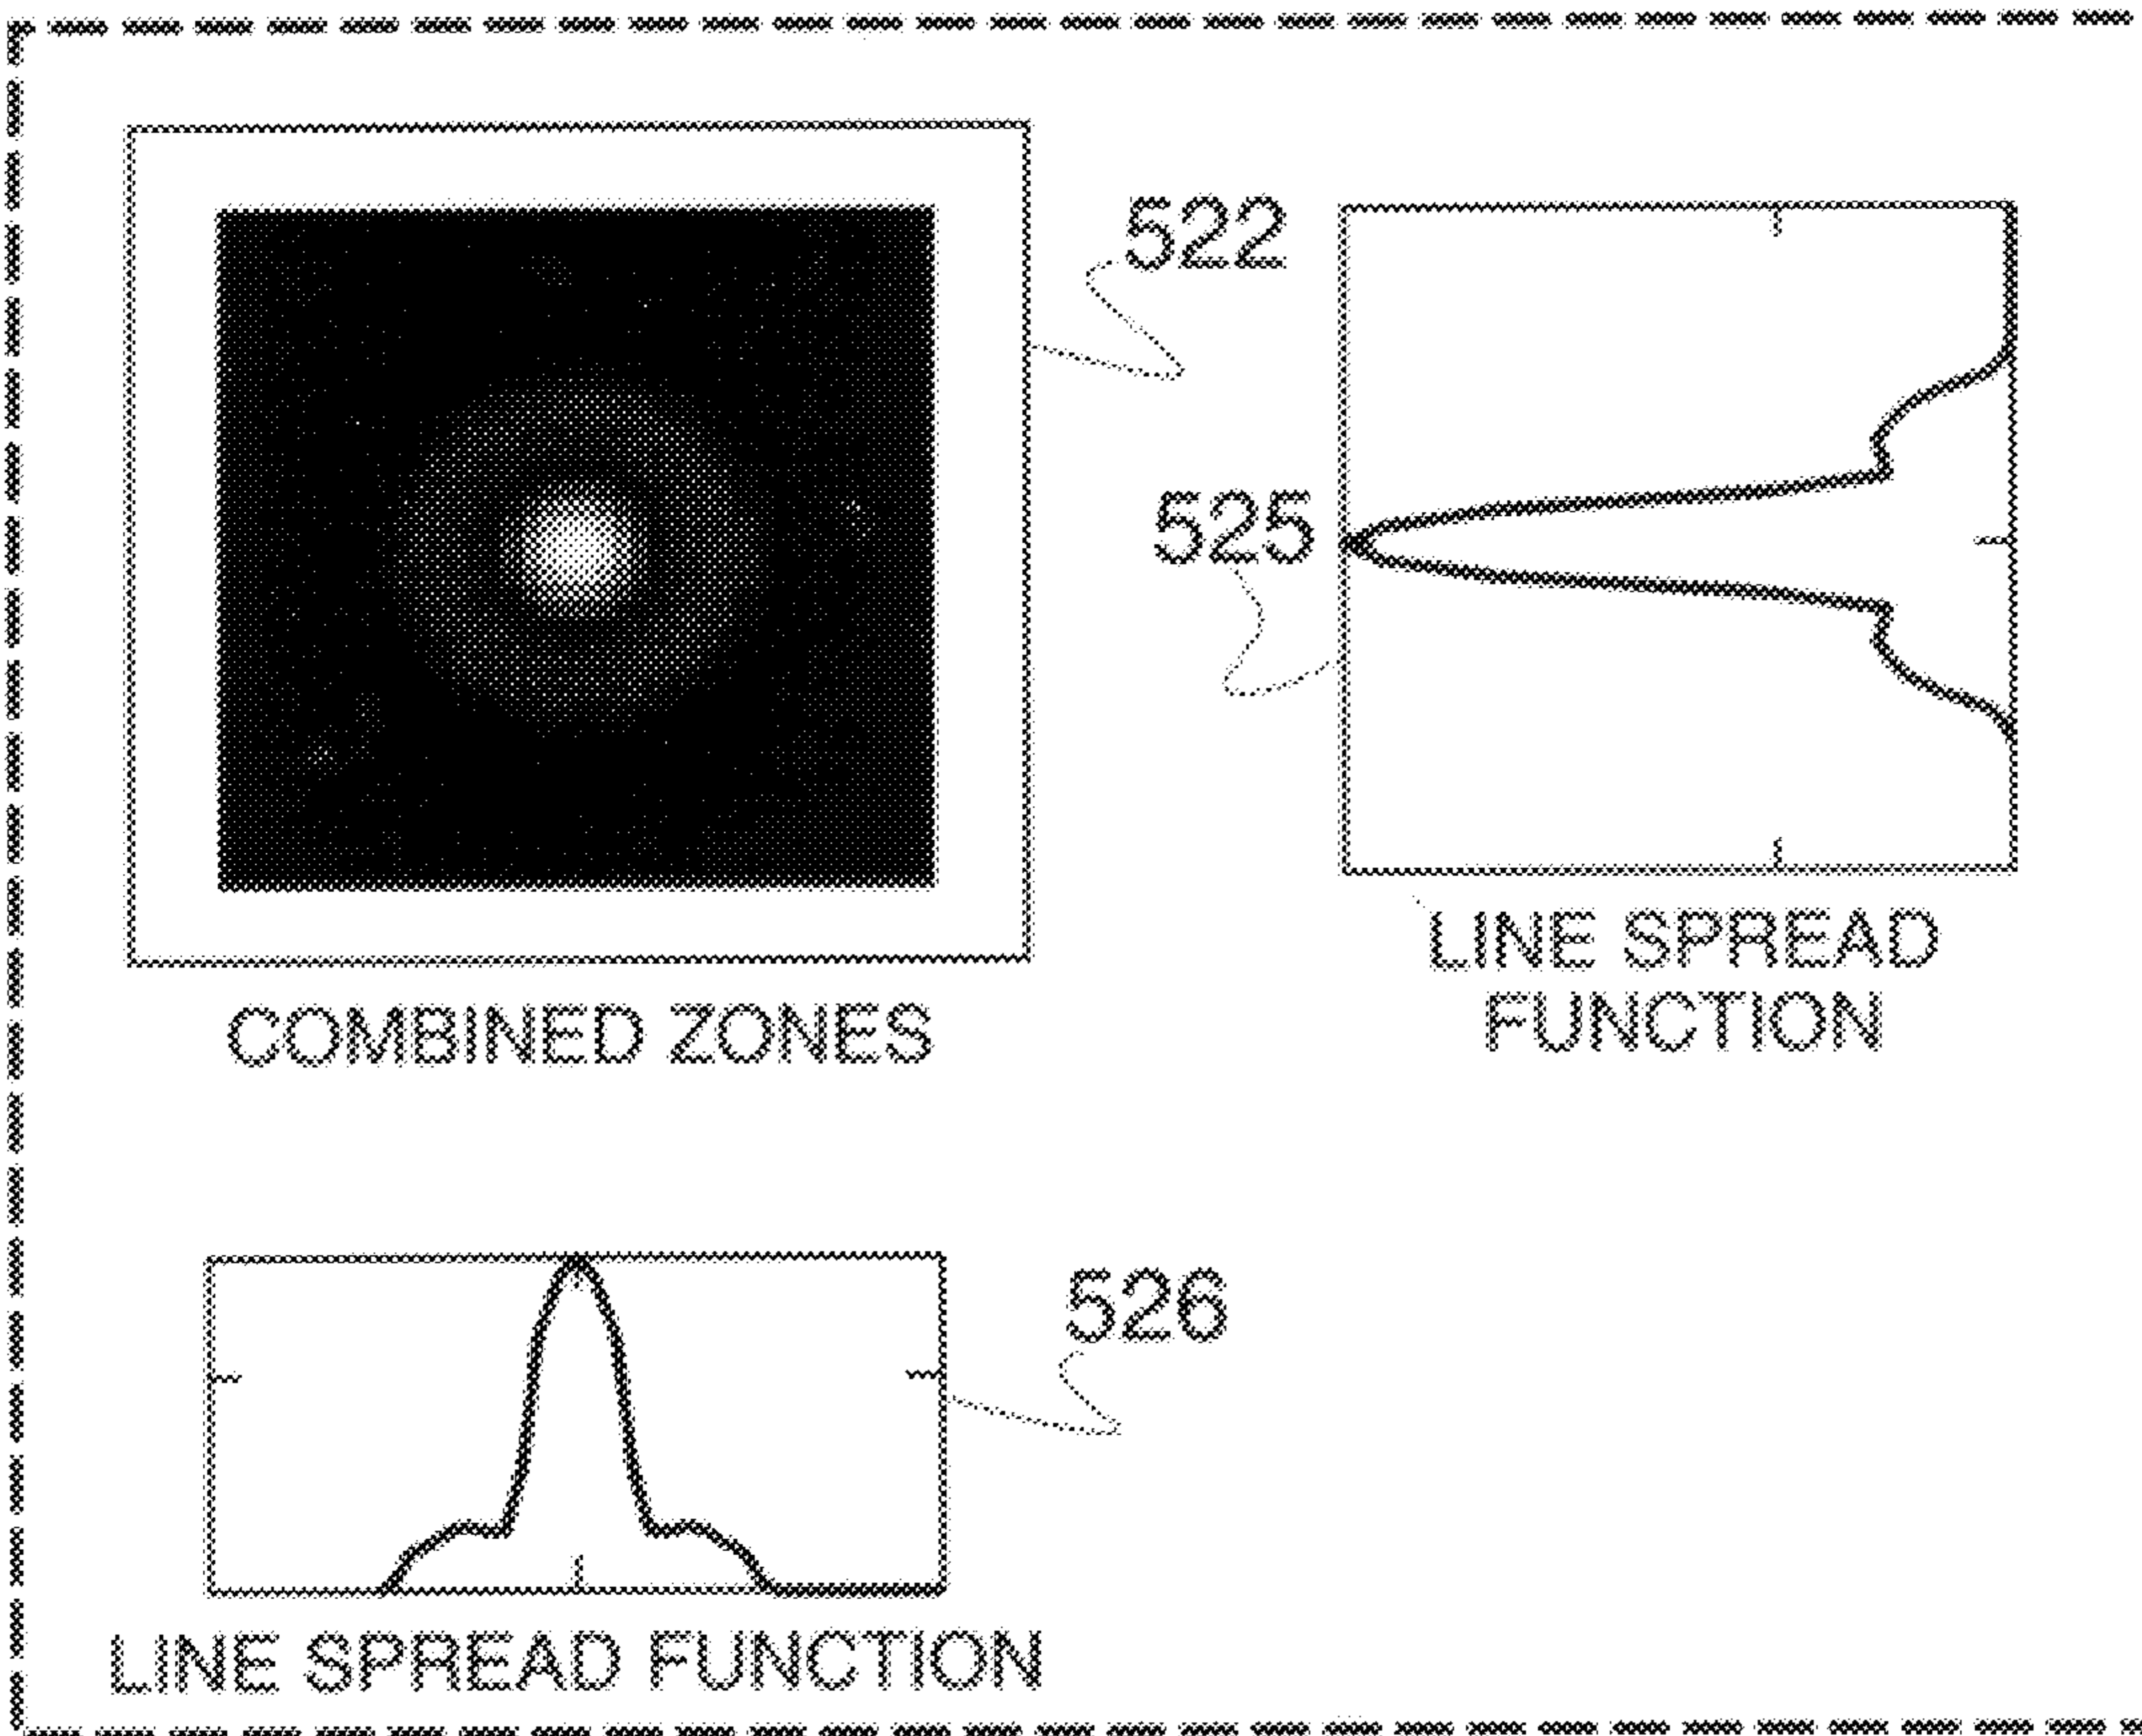 522
525
COMBINED ZONES
LINE SPREAD
FUNCTION
526
LINE SPREAD FUNCTION